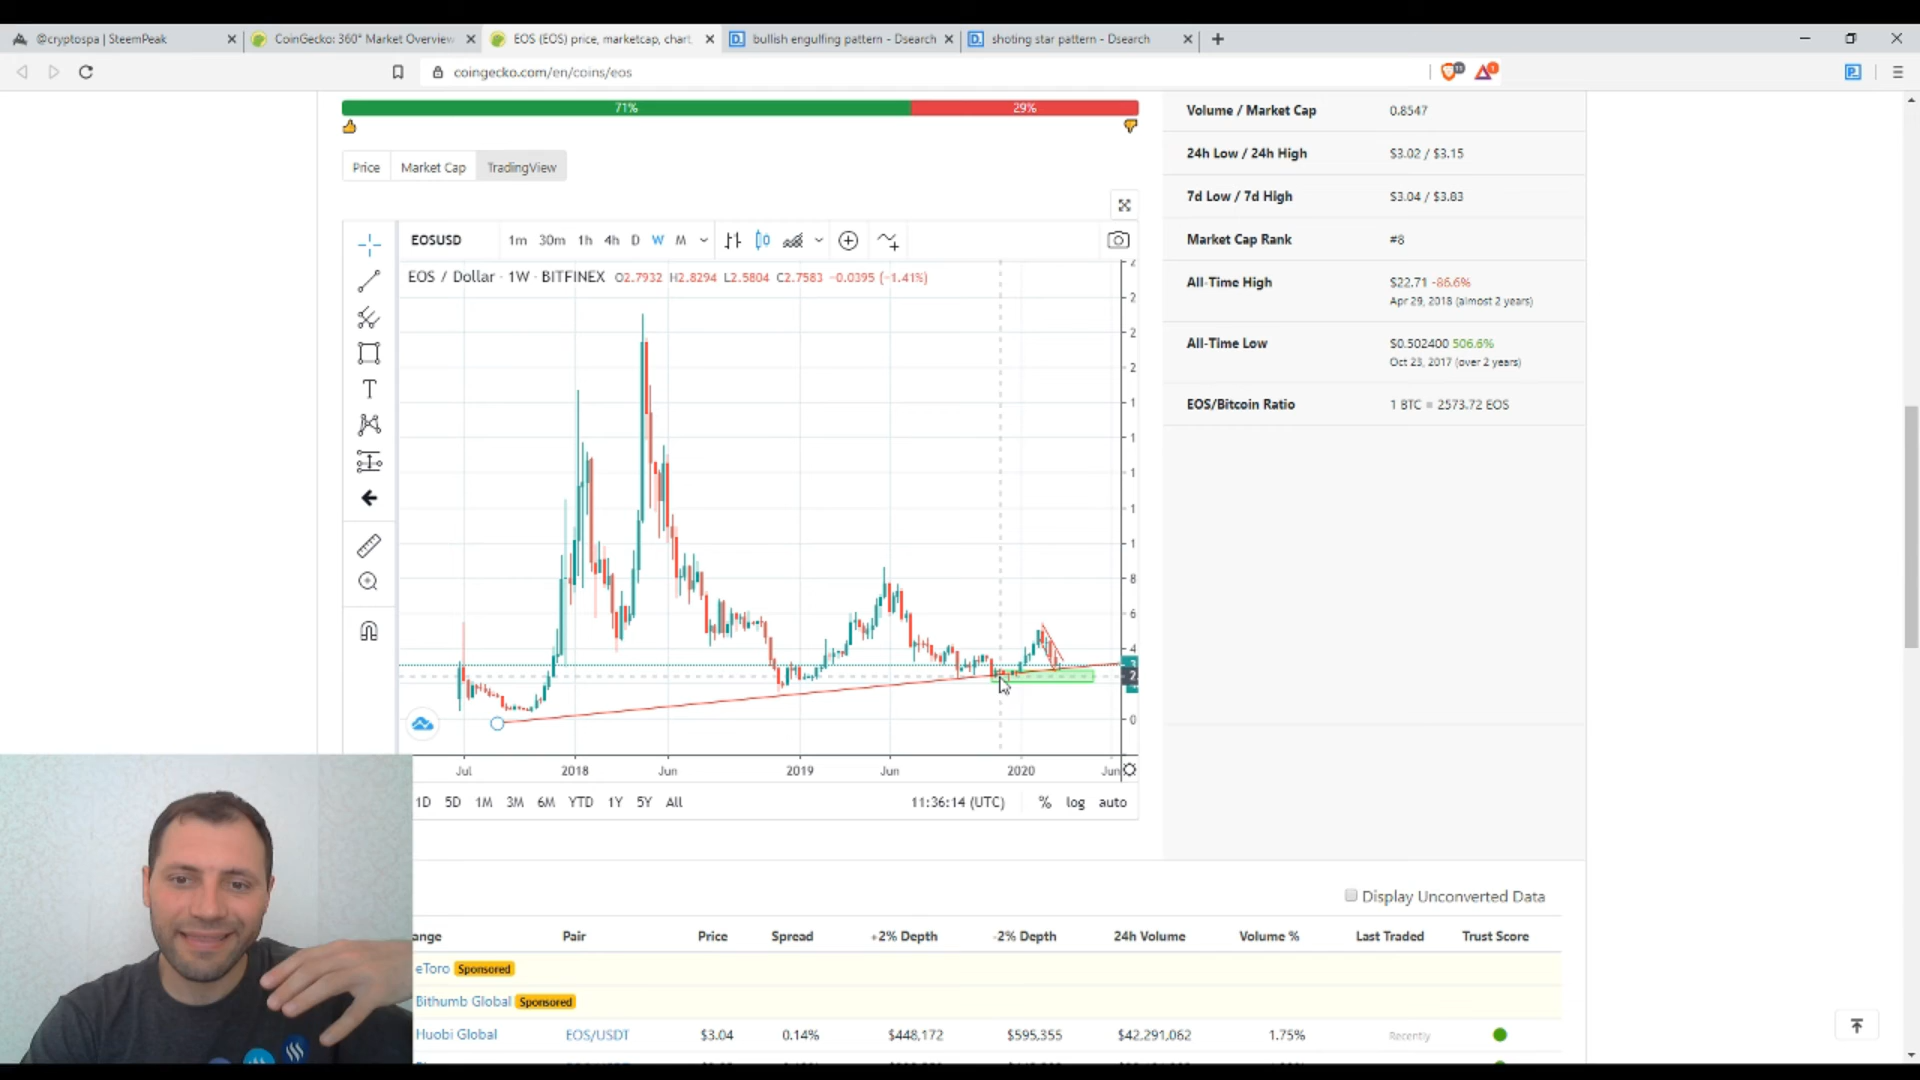 @cryptospa | SteemPeak
CoinGecko: 360° Market Overview
EOS (EOS) price, marketcap, chart,
bullish engulfing pattern - Dsearch
shoting star pattern - Dsearch
coingecko.com/en/coins/eos
71%
29%
Price
Market Cap
TradingView
EOSUSD
1m
30m
1h
4h
D
W
M
EOS / Dollar · 1W · BITFINEX O2.7932 H2.8294 L2.5804 C2.7583 −0.0395 (−1.41%)
8
6
4
2
0
Jul
2018
Jun
2019
Jun
2020
Jun
1D
5D
1M
3M
6M
YTD
1Y
5Y
All
11:36:14 (UTC)
%
log
auto
Volume / Market Cap
0.8547
24h Low / 24h High
$3.02 / $3.15
7d Low / 7d High
$3.04 / $3.83
Market Cap Rank
#8
All-Time High
$22.71 -86.6%
Apr 29, 2018 (almost 2 years)
All-Time Low
$0.502400 506.6%
Oct 23, 2017 (over 2 years)
EOS/Bitcoin Ratio
1 BTC = 2573.72 EOS
Display Unconverted Data
ange
Pair
Price
Spread
+2% Depth
-2% Depth
24h Volume
Volume %
Last Traded
Trust Score
eToro Sponsored
Bithumb Global Sponsored
Huobi Global
EOS/USDT
$3.04
0.14%
$448,172
$595,355
$42,291,062
1.75%
Recently